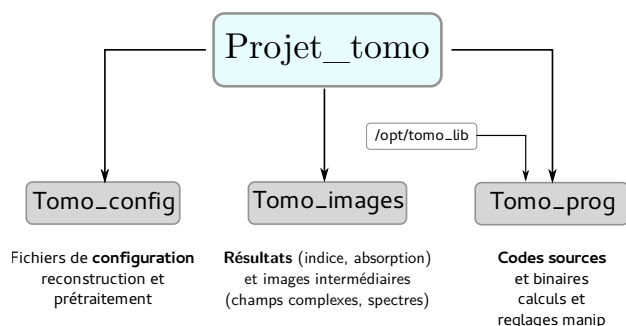 Projet_tomo
/opt/tomo_lib
Tomo_config
Tomo_images
Tomo_prog
Fichiers de configuration
reconstruction et
prétraitement
Résultats (indice, absorption)
et images intermédiaires
(champs complexes, spectres)
Codes sources
et binaires
calculs et
reglages manip